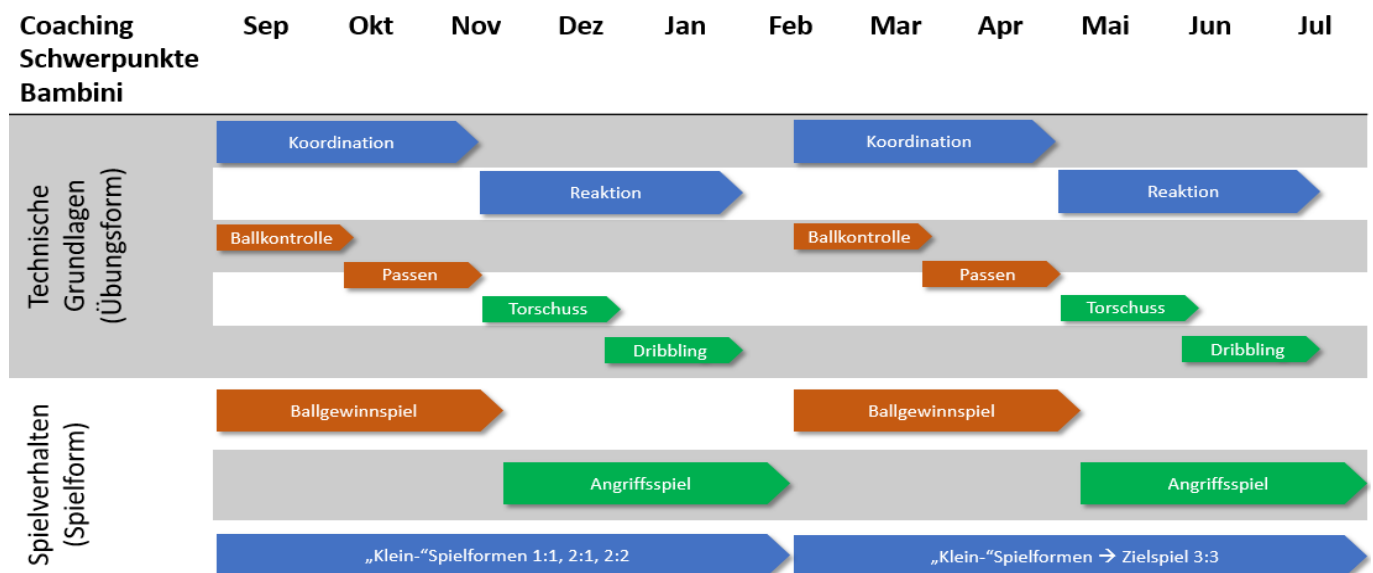 Coaching
Schwerpunkte
Bambini
Sep Okt Nov Dez Jan Feb Mar Apr Mai Jun Jul
Technische
Grundlagen
(Übungsform)
Koordination Koordination
Reaktion Reaktion
Ballkontrolle Ballkontrolle
Passen Passen
Torschuss Torschuss
Dribbling Dribbling
Spielverhalten
(Spielform)
Ballgewinnspiel Ballgewinnspiel
Angriffsspiel Angriffsspiel
„Klein-“Spielformen 1:1, 2:1, 2:2 „Klein-“Spielformen → Zielspiel 3:3